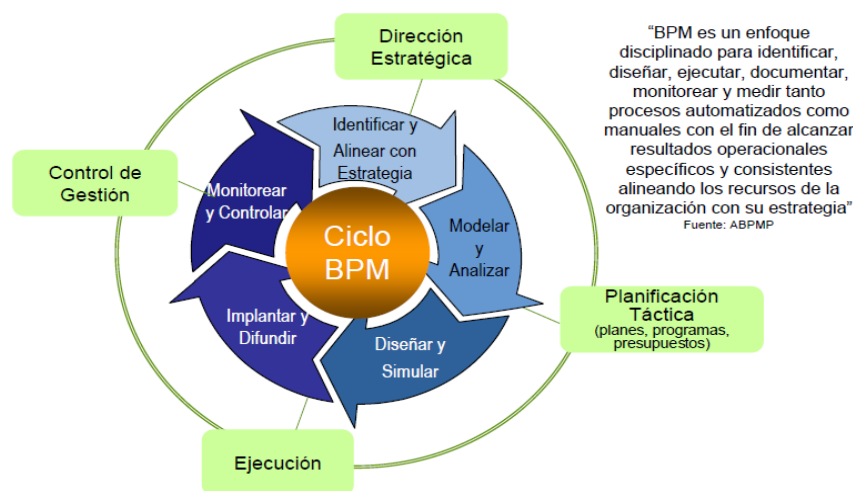 Dirección
Estratégica
“BPM es un enfoque
disciplinado para identificar,
diseñar, ejecutar, documentar,
monitorear y medir tanto
procesos automatizados como
manuales con el fin de alcanzar
resultados operacionales
específicos y consistentes
alineando los recursos de la
organización con su estrategia”
Fuente: ABPMP
Identificar y
Alinear con
Estrategia
Control de
Gestión
Monitorear
y Controlar
Ciclo
BPM
Modelar
y
Analizar
Planificación
Táctica
(planes, programas,
presupuestos)
Implantar y
Difundir
Diseñar y
Simular
Ejecución